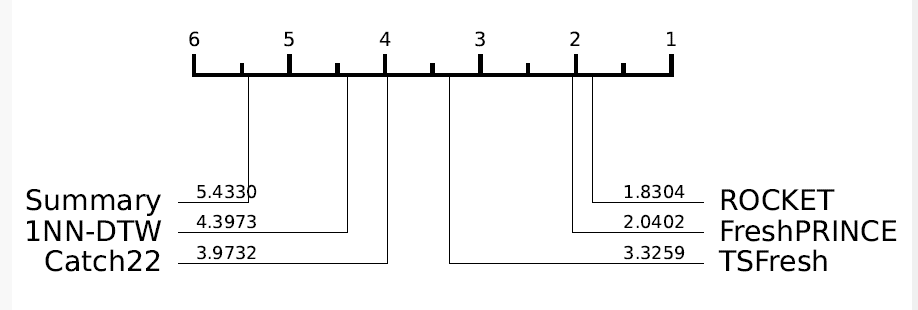 6 5 4 3 2 1
Summary 5.4330 1.8304 ROCKET
1NN-DTW 4.3973 2.0402 FreshPRINCE
Catch22 3.9732 3.3259 TSFresh